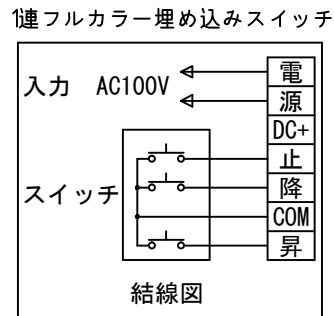 1連フルカラー埋め込みスイッチ
入力 AC100V
電
源
DC+
止
降
COM
昇
スイッチ
結線図